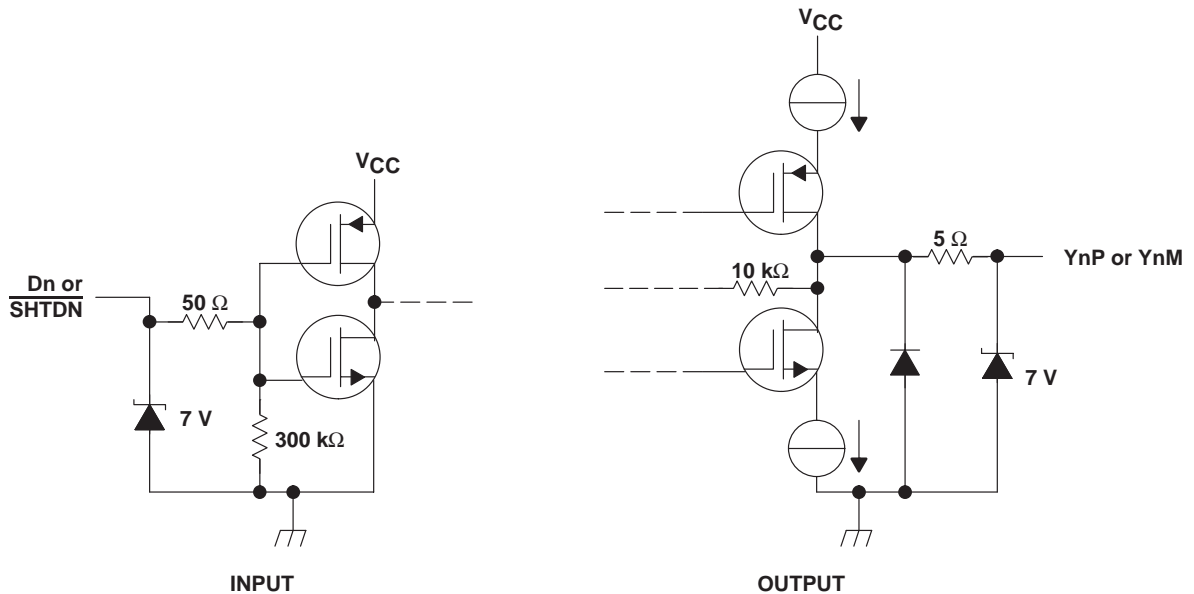 VCC
Dn or
SHTDN
50 Ω
7 V
300 kΩ
INPUT
VCC
5 Ω
YnP or YnM
10 kΩ
7 V
OUTPUT